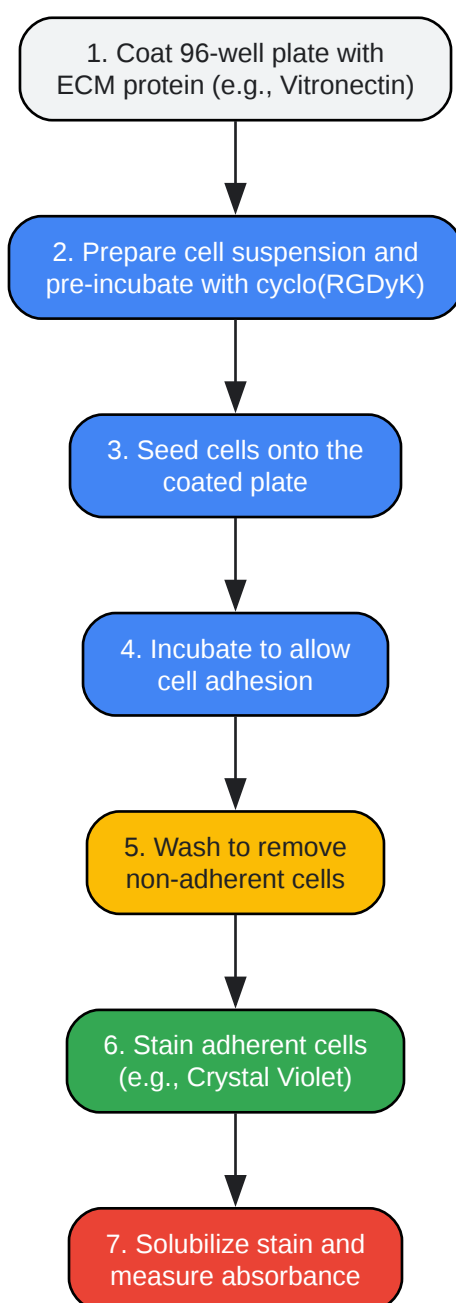 1. Coat 96-well plate with
ECM protein (e.g., Vitronectin)
2. Prepare cell suspension and
pre-incubate with cyclo(RGDyK)
3. Seed cells onto the
coated plate
4. Incubate to allow
cell adhesion
5. Wash to remove
non-adherent cells
6. Stain adherent cells
(e.g., Crystal Violet)
7. Solubilize stain and
measure absorbance